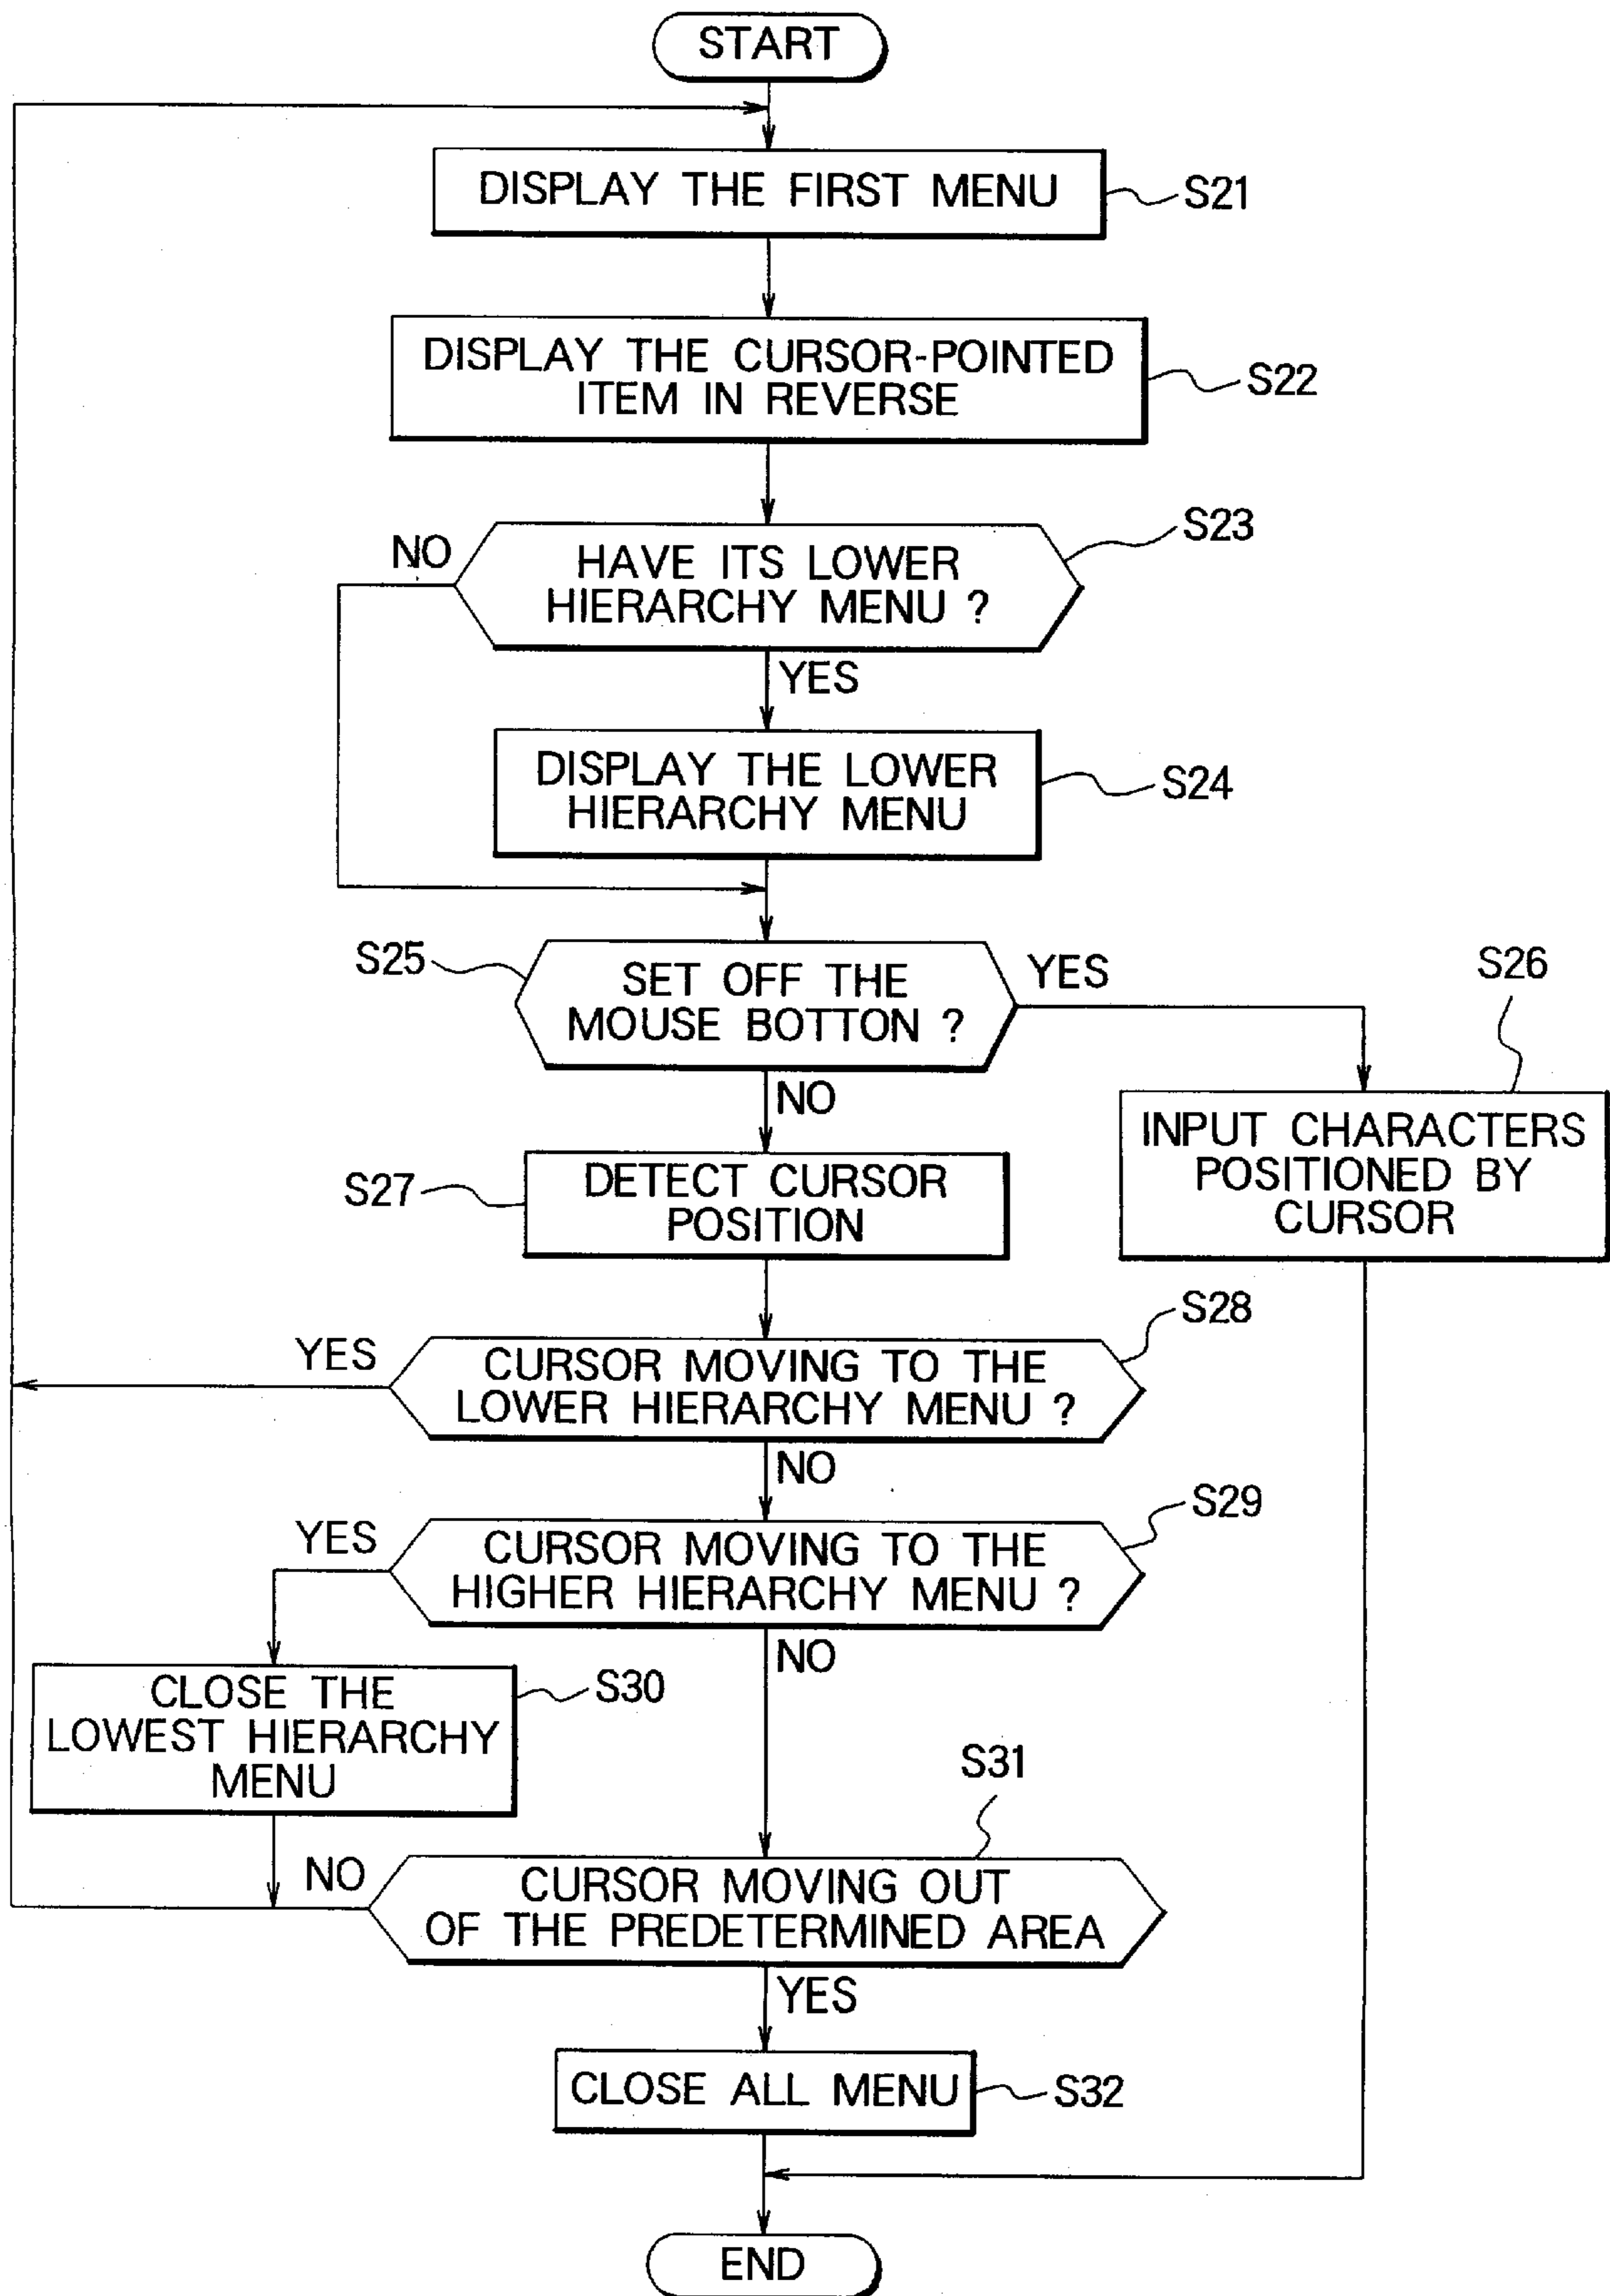 START
DISPLAY THE FIRST MENU
S21
DISPLAY THE CURSOR-POINTED
ITEM IN REVERSE
S22
S23
NO
HAVE ITS LOWER
HIERARCHY MENU ?
YES
DISPLAY THE LOWER
HIERARCHY MENU
S24
S25
SET OFF THE
MOUSE BOTTON ?
YES
S26
NO
INPUT CHARACTERS
POSITIONED BY
CURSOR
S27
DETECT CURSOR
POSITION
S28
YES
CURSOR MOVING TO THE
LOWER HIERARCHY MENU ?
NO
S29
YES
CURSOR MOVING TO THE
HIGHER HIERARCHY MENU ?
NO
CLOSE THE
LOWEST HIERARCHY
MENU
S30
S31
NO
CURSOR MOVING OUT
OF THE PREDETERMINED AREA
YES
CLOSE ALL MENU
S32
END